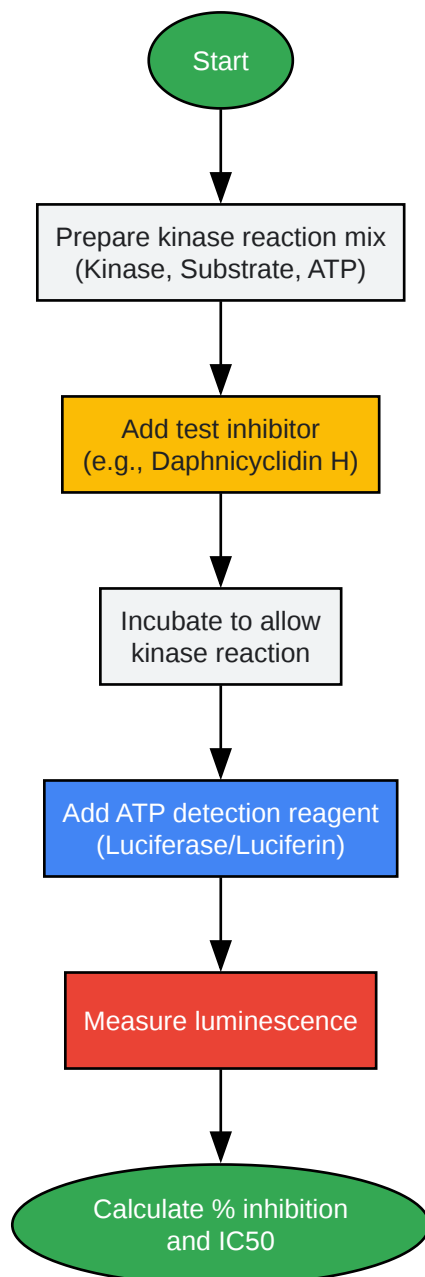 Start
Prepare kinase reaction mix
(Kinase, Substrate, ATP)
Add test inhibitor
(e.g., Daphnicyclidin H)
Incubate to allow
kinase reaction
Add ATP detection reagent
(Luciferase/Luciferin)
Measure luminescence
Calculate % inhibition
and IC50